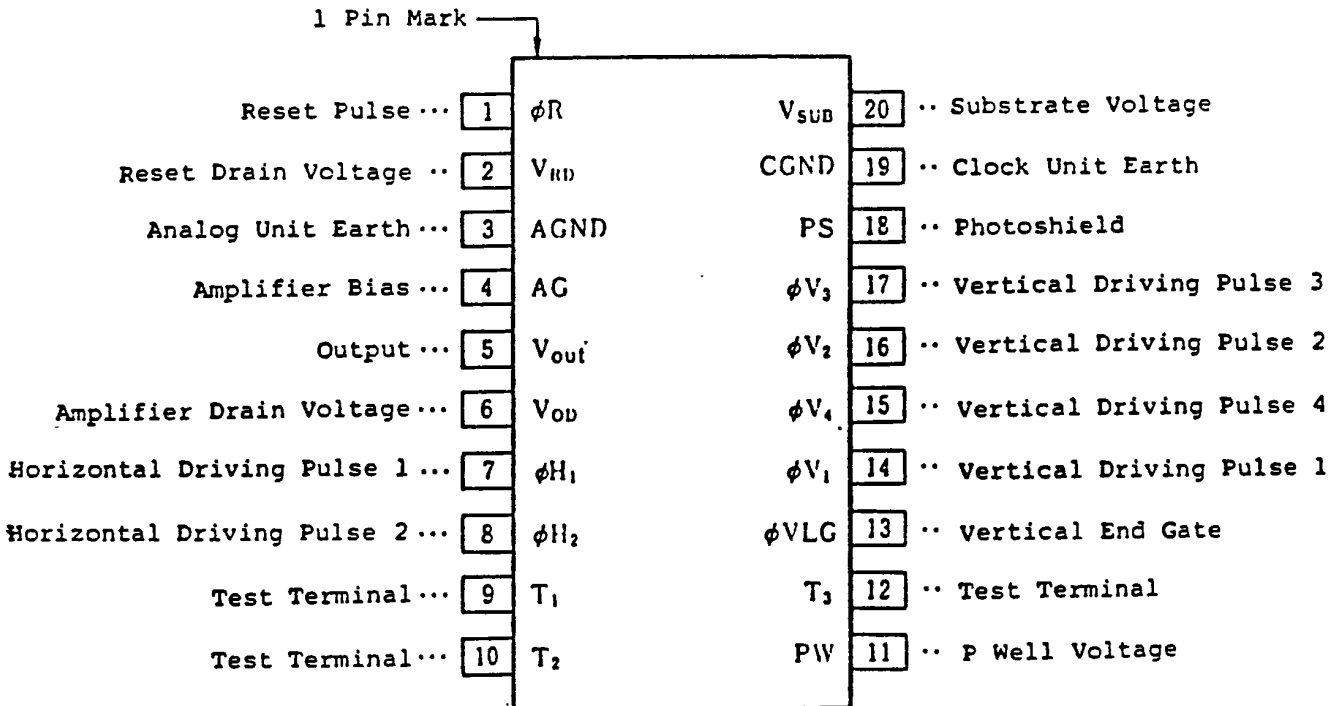 1 Pin Mark
Reset Pulse ··· 1 φR V_SUB 20 ·· Substrate Voltage
Reset Drain Voltage ·· 2 V_RD CGND 19 ·· Clock Unit Earth
Analog Unit Earth ··· 3 AGND PS 18 ·· Photoshield
Amplifier Bias ··· 4 AG φV₃ 17 ·· Vertical Driving Pulse 3
Output ··· 5 V_out φV₂ 16 ·· Vertical Driving Pulse 2
Amplifier Drain Voltage ··· 6 V_OD φV₄ 15 ·· Vertical Driving Pulse 4
Horizontal Driving Pulse 1 ··· 7 φH₁ φV₁ 14 ·· Vertical Driving Pulse 1
Horizontal Driving Pulse 2 ··· 8 φH₂ φVLG 13 ·· Vertical End Gate
Test Terminal ··· 9 T₁ T₃ 12 ·· Test Terminal
Test Terminal ··· 10 T₂ PW 11 ·· P Well Voltage